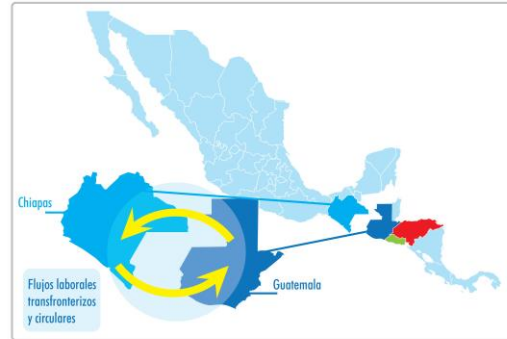 Chiapas
Guatemala
Flujos laborales
transfronterizos
y circulares